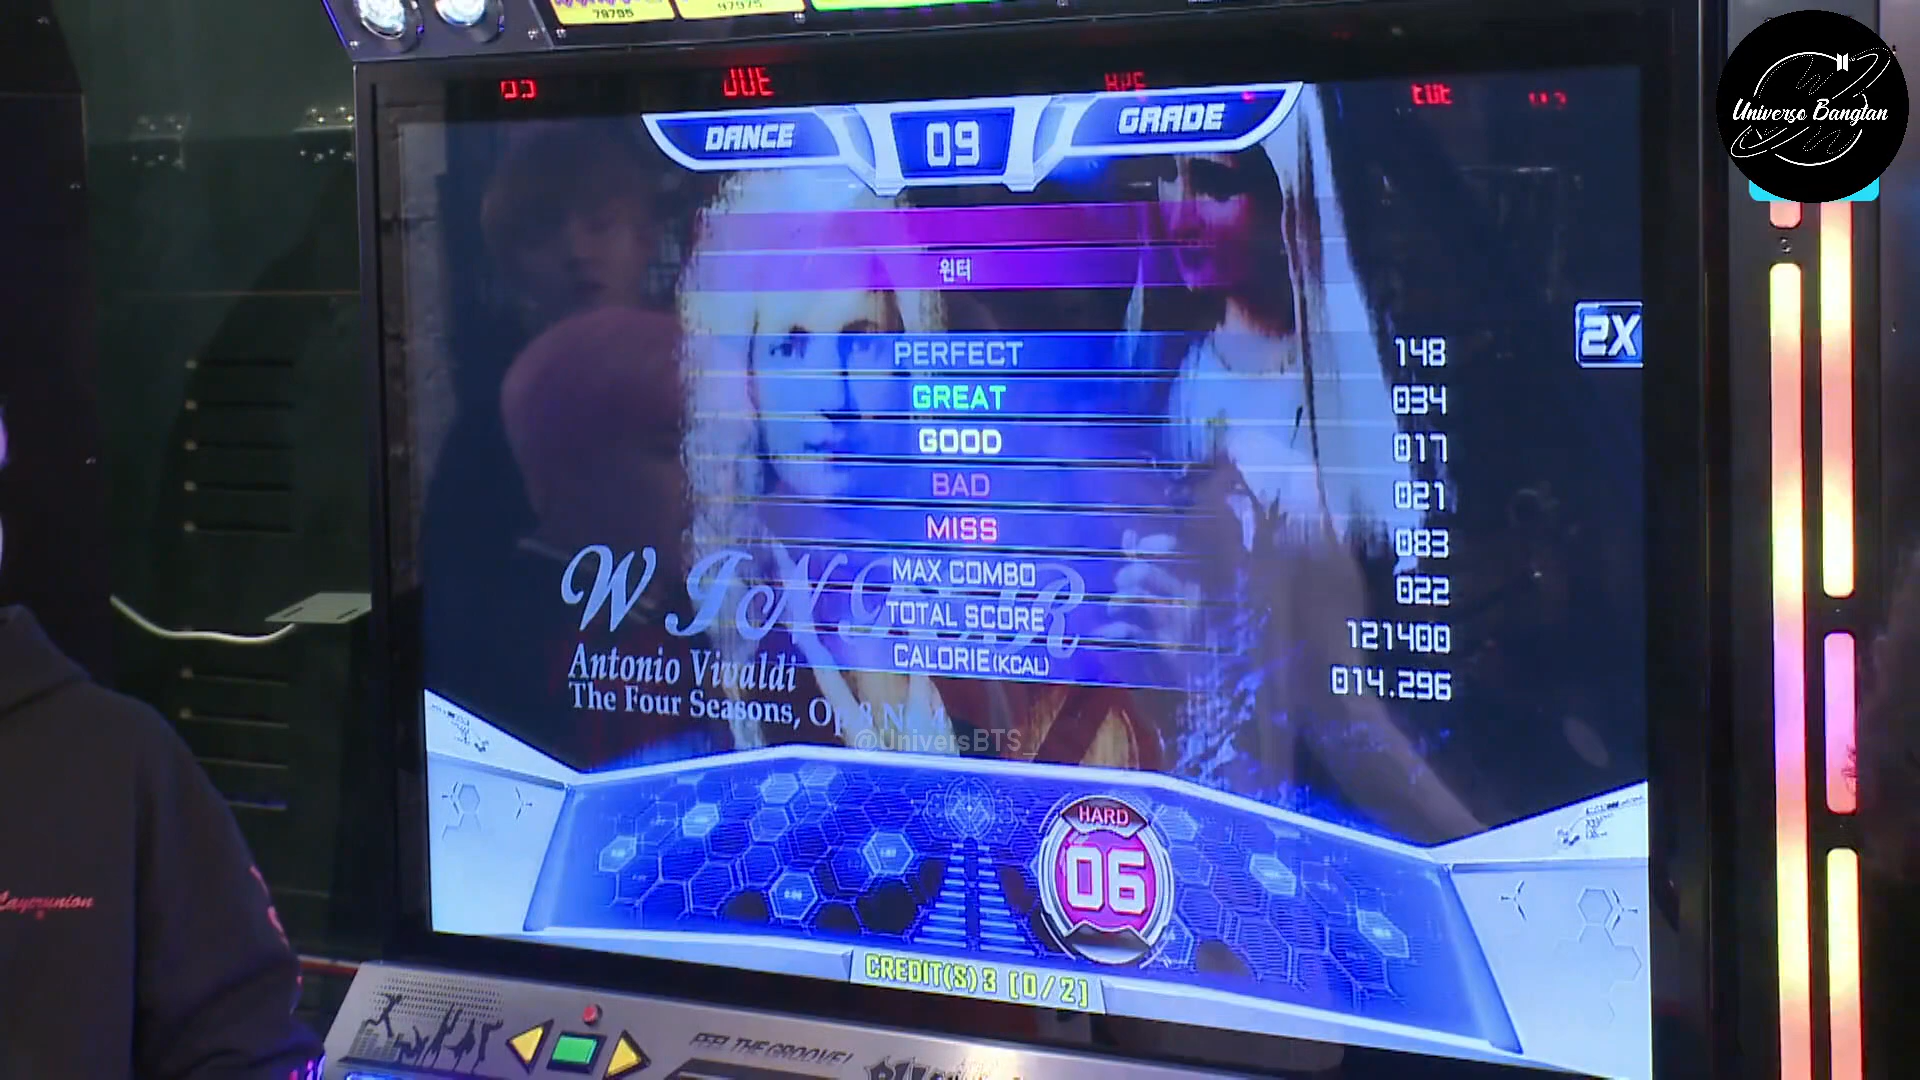 79795
97975
Universo Bangtan
DANCE 09 GRADE
윈터
2X
PERFECT 148
GREAT 034
GOOD 017
BAD 021
MISS 083
MAX COMBO 022
TOTAL SCORE 121400
CALORIE(KCAL) 014.296
WINTER
Antonio Vivaldi
The Four Seasons, Op.8 No.4
@UniversBTS_
HARD
06
CREDIT(S) 3 [0/2]
FEEL THE GROOVE!